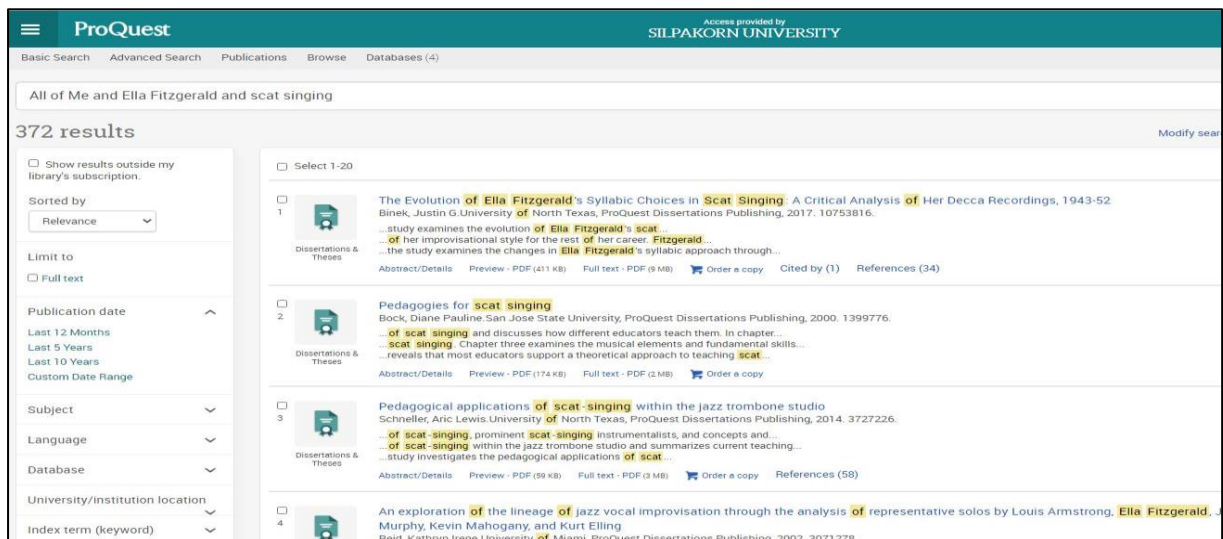 ProQuest
Access provided by
SILPAKORN UNIVERSITY
Basic Search Advanced Search Publications Browse Databases (4)
All of Me and Ella Fitzgerald and scat singing
372 results
Modify sear
Show results outside my
library's subscription.
Sorted by
Relevance
Limit to
Full text
Publication date
Last 12 Months
Last 5 Years
Last 10 Years
Custom Date Range
Subject
Language
Database
University/institution location
Index term (keyword)
Select 1-20
1
Dissertations &
Theses
The Evolution of Ella Fitzgerald's Syllabic Choices in Scat Singing: A Critical Analysis of Her Decca Recordings, 1943-52
Binek, Justin G.University of North Texas, ProQuest Dissertations Publishing, 2017. 10753816.
...study examines the evolution of Ella Fitzgerald's scat...
...of her improvisational style for the rest of her career. Fitzgerald...
...the study examines the changes in Ella Fitzgerald's syllabic approach through...
Abstract/Details Preview - PDF (411 KB) Full text - PDF (9 MB) Order a copy Cited by (1) References (34)
2
Dissertations &
Theses
Pedagogies for scat singing
Bock, Diane Pauline.San Jose State University, ProQuest Dissertations Publishing, 2000. 1399776.
...of scat singing and discusses how different educators teach them. In chapter...
...scat singing. Chapter three examines the musical elements and fundamental skills...
...reveals that most educators support a theoretical approach to teaching scat...
Abstract/Details Preview - PDF (174 KB) Full text - PDF (2 MB) Order a copy
3
Dissertations &
Theses
Pedagogical applications of scat-singing within the jazz trombone studio
Schneller, Aric Lewis.University of North Texas, ProQuest Dissertations Publishing, 2014. 3727226.
...of scat-singing, prominent scat-singing instrumentalists, and concepts and...
...of scat-singing within the jazz trombone studio and summarizes current teaching...
...study investigates the pedagogical applications of scat...
Abstract/Details Preview - PDF (59 KB) Full text - PDF (3 MB) Order a copy References (58)
4
An exploration of the lineage of jazz vocal improvisation through the analysis of representative solos by Louis Armstrong, Ella Fitzgerald, J
Murphy, Kevin Mahogany, and Kurt Elling
Reid, Kathryn Irene.University of Miami, ProQuest Dissertations Publishing, 2002. 3071278.